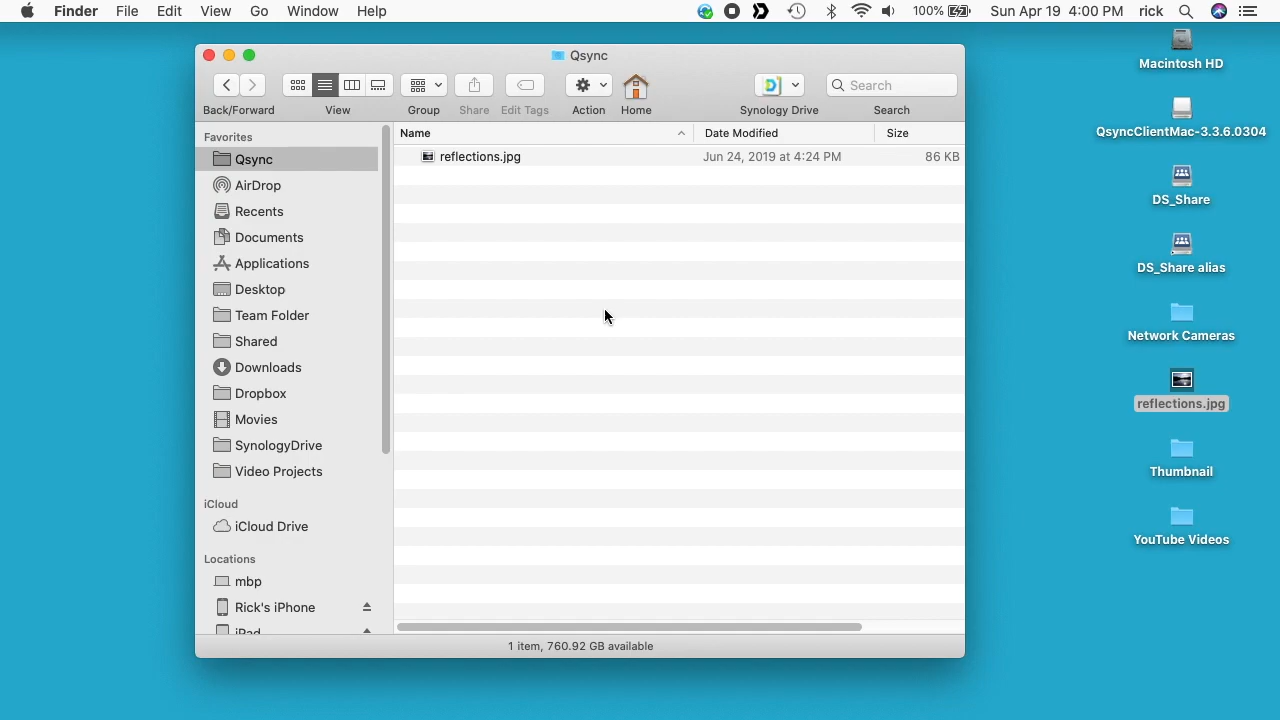 Finder File Edit View Go Window Help 100% Sun Apr 19 4:00 PM rick
Qsync
Back/Forward View Group Share Edit Tags Action Home Synology Drive Search
Search
Name Date Modified Size
reflections.jpg Jun 24, 2019 at 4:24 PM 86 KB
Favorites
Qsync
AirDrop
Recents
Documents
Applications
Desktop
Team Folder
Shared
Downloads
Dropbox
Movies
SynologyDrive
Video Projects
iCloud
iCloud Drive
Locations
mbp
Rick's iPhone
iPad
1 item, 760.92 GB available
Macintosh HD
QsyncClientMac-3.3.6.0304
DS_Share
DS_Share alias
Network Cameras
reflections.jpg
Thumbnail
YouTube Videos